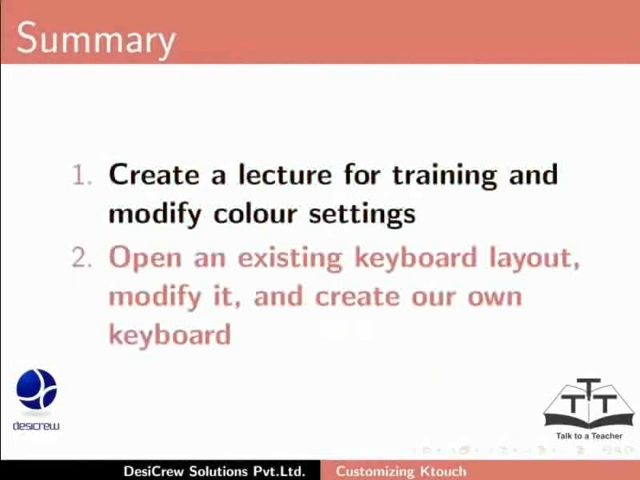 Summary
1. Create a lecture for training and
modify colour settings
2. Open an existing keyboard layout,
modify it, and create our own
keyboard
desicrew
T T T
Talk to a Teacher
DesiCrew Solutions Pvt.Ltd. Customizing Ktouch